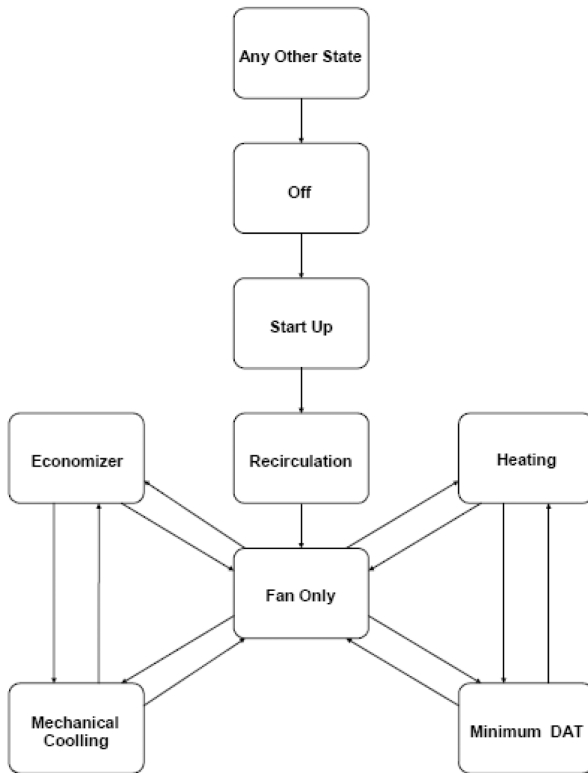 Any Other State
Off
Start Up
Economizer
Recirculation
Heating
Fan Only
Mechanical
Coolling
Minimum DAT